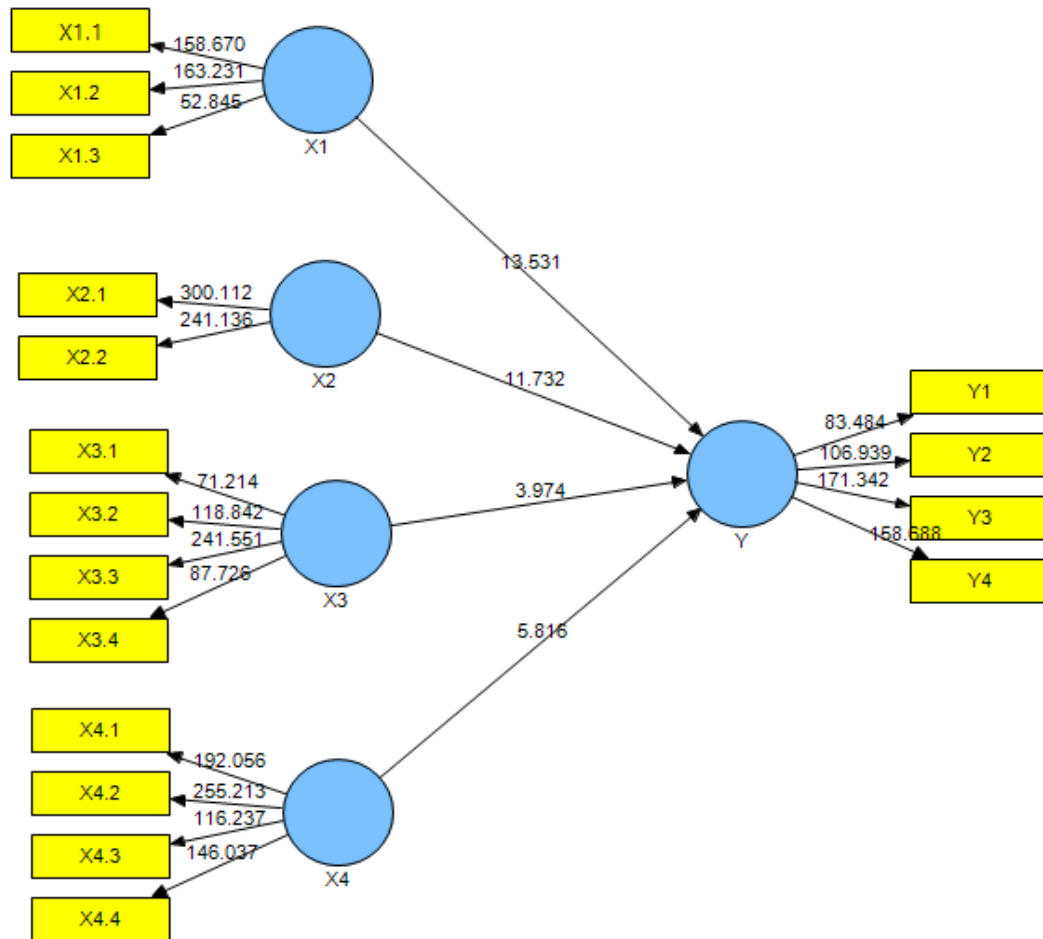 X1.1
158.670
163.231
X1.2
52.845
X1.3
X1
13.531
X2.1
300.112
241.136
X2.2
X2
11.732
Y1
83.484
X3.1
106.939
Y2
71.214
171.342
3.974
X3.2
118.842
Y3
158.688
241.551
Y
X3.3
87.726
Y4
X3
X3.4
5.816
X4.1
192.056
X4.2
255.213
116.237
X4.3
146.037
X4
X4.4